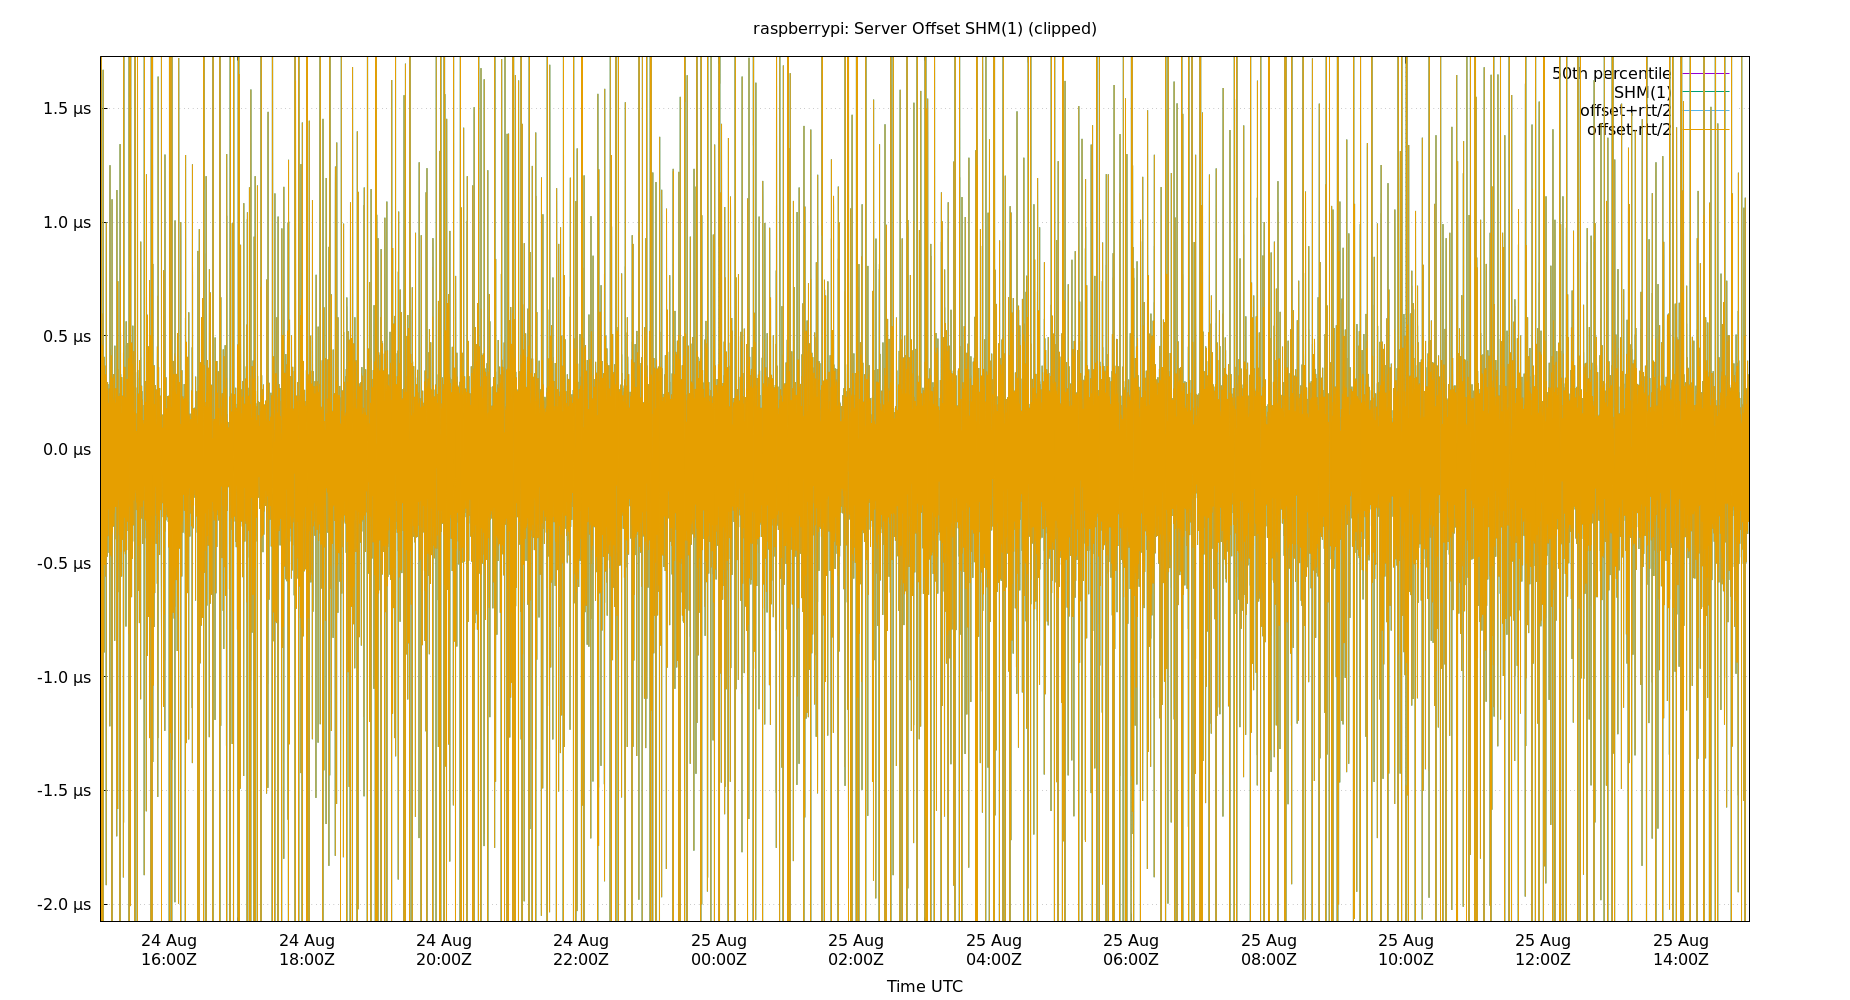 raspberrypi: Server Offset SHM(1) (clipped)
50th percentile
SHM(1)
offset+rtt/2
offset-rtt/2
1.5 µs
1.0 µs
0.5 µs
0.0 µs
-0.5 µs
-1.0 µs
-1.5 µs
-2.0 µs
24 Aug 24 Aug 24 Aug 24 Aug 25 Aug 25 Aug 25 Aug 25 Aug 25 Aug 25 Aug 25 Aug 25 Aug
16:00Z 18:00Z 20:00Z 22:00Z 00:00Z 02:00Z 04:00Z 06:00Z 08:00Z 10:00Z 12:00Z 14:00Z
Time UTC